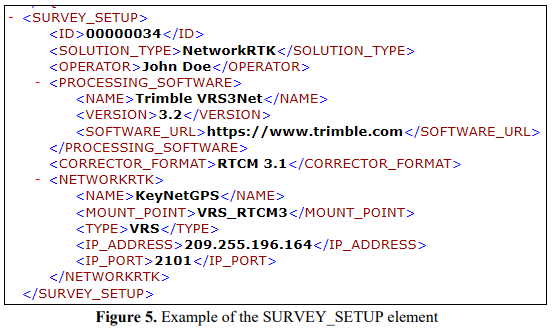 - <SURVEY_SETUP>
<ID>00000034</ID>
<SOLUTION_TYPE>NetworkRTK</SOLUTION_TYPE>
<OPERATOR>John Doe</OPERATOR>
- <PROCESSING_SOFTWARE>
<NAME>Trimble VRS3Net</NAME>
<VERSION>3.2</VERSION>
<SOFTWARE_URL>https://www.trimble.com</SOFTWARE_URL>
</PROCESSING_SOFTWARE>
<CORRECTOR_FORMAT>RTCM 3.1</CORRECTOR_FORMAT>
- <NETWORKRTK>
<NAME>KeyNetGPS</NAME>
<MOUNT_POINT>VRS_RTCM3</MOUNT_POINT>
<TYPE>VRS</TYPE>
<IP_ADDRESS>209.255.196.164</IP_ADDRESS>
<IP_PORT>2101</IP_PORT>
</NETWORKRTK>
</SURVEY_SETUP>
Figure 5. Example of the SURVEY_SETUP element